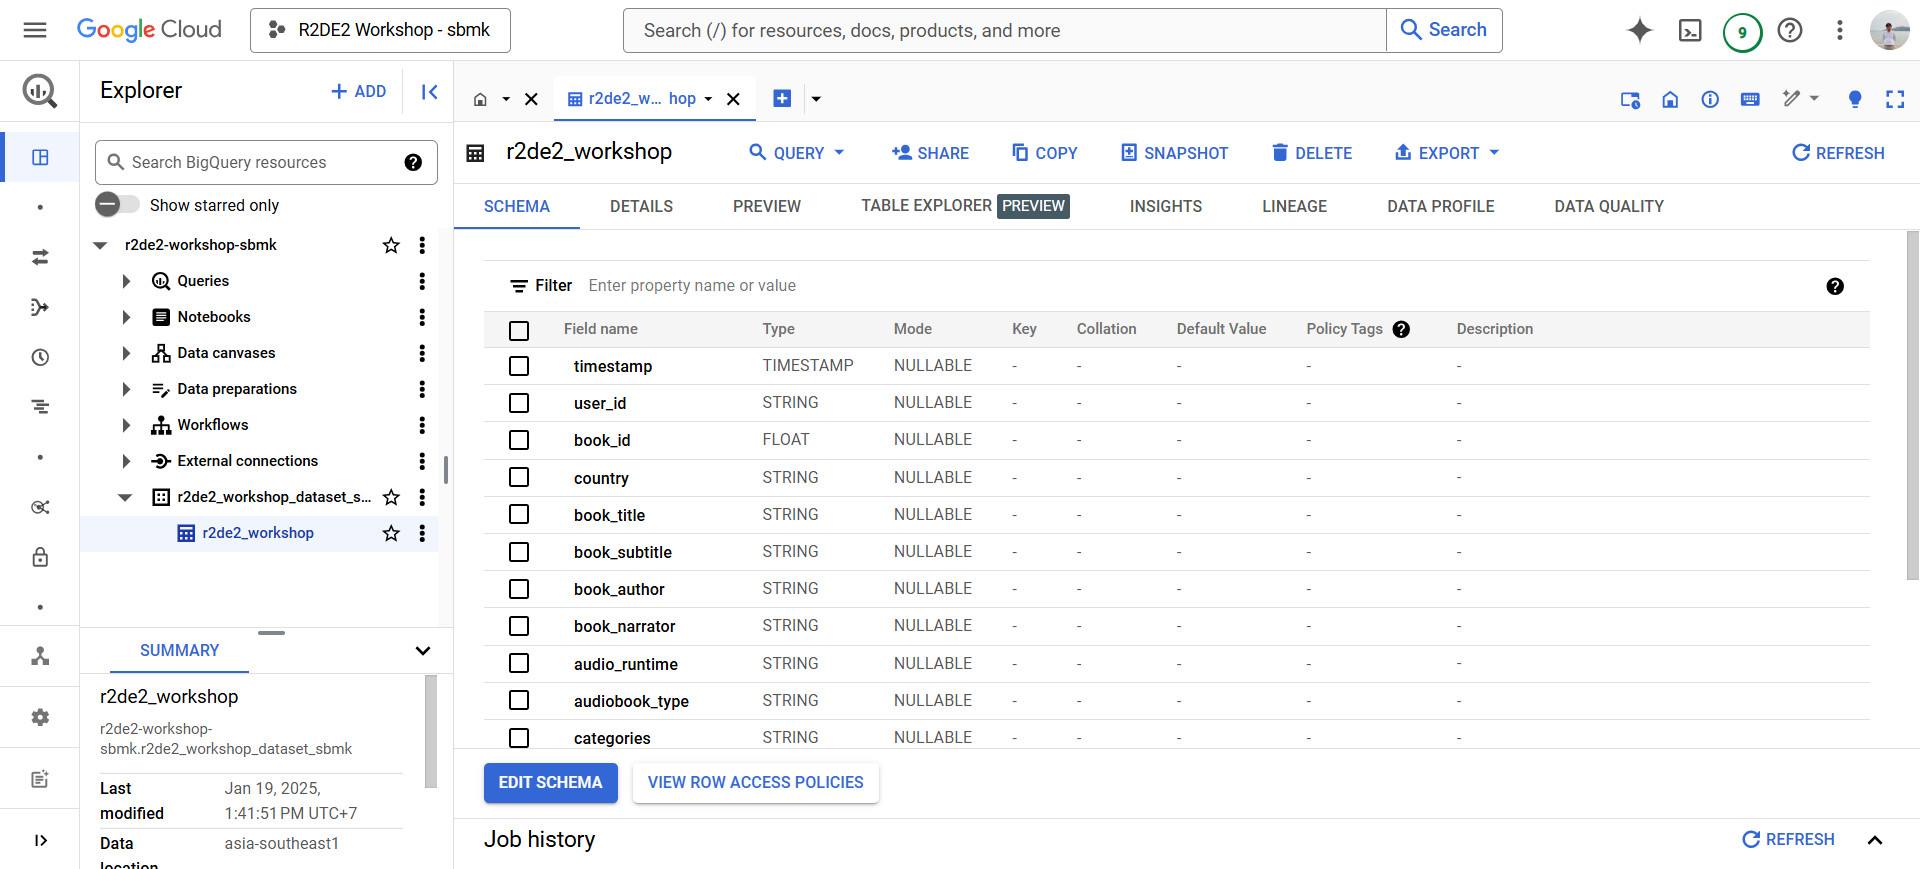 Google Cloud
R2DE2 Workshop - sbmk
Search (/) for resources, docs, products, and more
Search
9
Explorer
ADD
r2de2_w... hop
Search BigQuery resources
Show starred only
r2de2-workshop-sbmk
Queries
Notebooks
Data canvases
Data preparations
Workflows
External connections
r2de2_workshop_dataset_s...
r2de2_workshop
SUMMARY
r2de2_workshop
r2de2-workshop-
sbmk.r2de2_workshop_dataset_sbmk
Last modified Jan 19, 2025, 1:41:51 PM UTC+7
Data location asia-southeast1
r2de2_workshop
QUERY SHARE COPY SNAPSHOT DELETE EXPORT REFRESH
SCHEMA DETAILS PREVIEW TABLE EXPLORER PREVIEW INSIGHTS LINEAGE DATA PROFILE DATA QUALITY
Filter Enter property name or value
Field name Type Mode Key Collation Default Value Policy Tags Description
timestamp TIMESTAMP NULLABLE - - - - -
user_id STRING NULLABLE - - - - -
book_id FLOAT NULLABLE - - - - -
country STRING NULLABLE - - - - -
book_title STRING NULLABLE - - - - -
book_subtitle STRING NULLABLE - - - - -
book_author STRING NULLABLE - - - - -
book_narrator STRING NULLABLE - - - - -
audio_runtime STRING NULLABLE - - - - -
audiobook_type STRING NULLABLE - - - - -
categories STRING NULLABLE - - - - -
EDIT SCHEMA VIEW ROW ACCESS POLICIES
Job history REFRESH